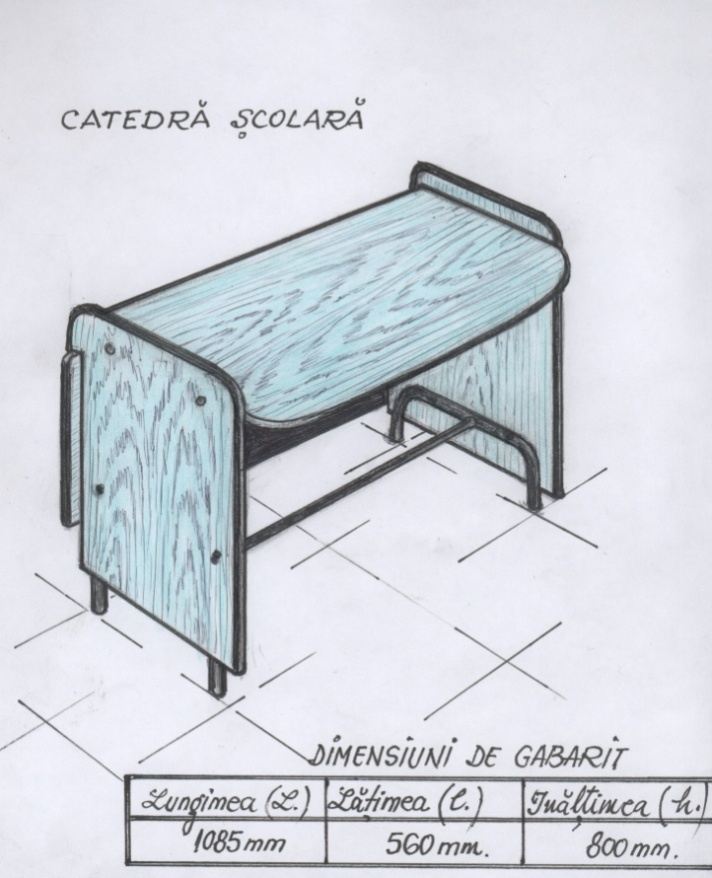 CATEDRĂ ȘCOLARĂ
DIMENSIUNI DE GABARIT
Lungimea (L.) Lățimea (l.) Înălțimea (h.)
1085 mm 560 mm. 800 mm.